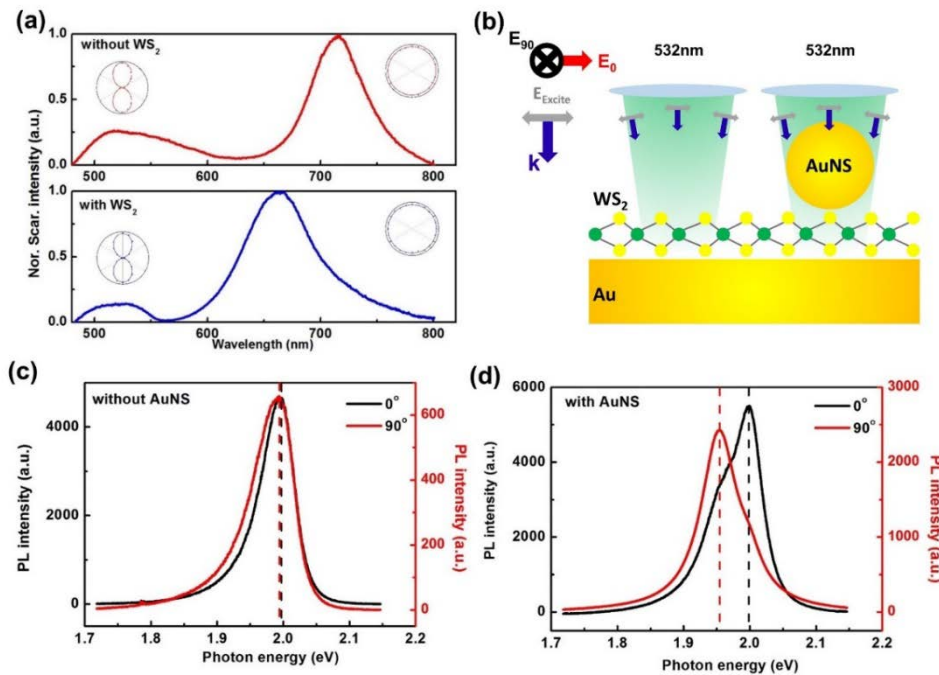 (a)
without WS2
with WS2
1.0
0.5
0.0
500
600
700
800
1.0
0.5
0.0
500
600
700
800
Nor. Scar. intensity (a.u.)
Wavelength (nm)
(b)
E90
E0
EExcite
k
532nm
532nm
AuNS
WS2
Au
(c)
without AuNS
0°
90°
4000
2000
0
600
400
200
0
1.7
1.8
1.9
2.0
2.1
2.2
PL intensity (a.u.)
PL intensity (a.u.)
Photon energy (eV)
(d)
with AuNS
0°
90°
6000
4000
2000
0
3000
2000
1000
0
1.7
1.8
1.9
2.0
2.1
2.2
PL intensity (a.u.)
PL intensity (a.u.)
Photon energy (eV)